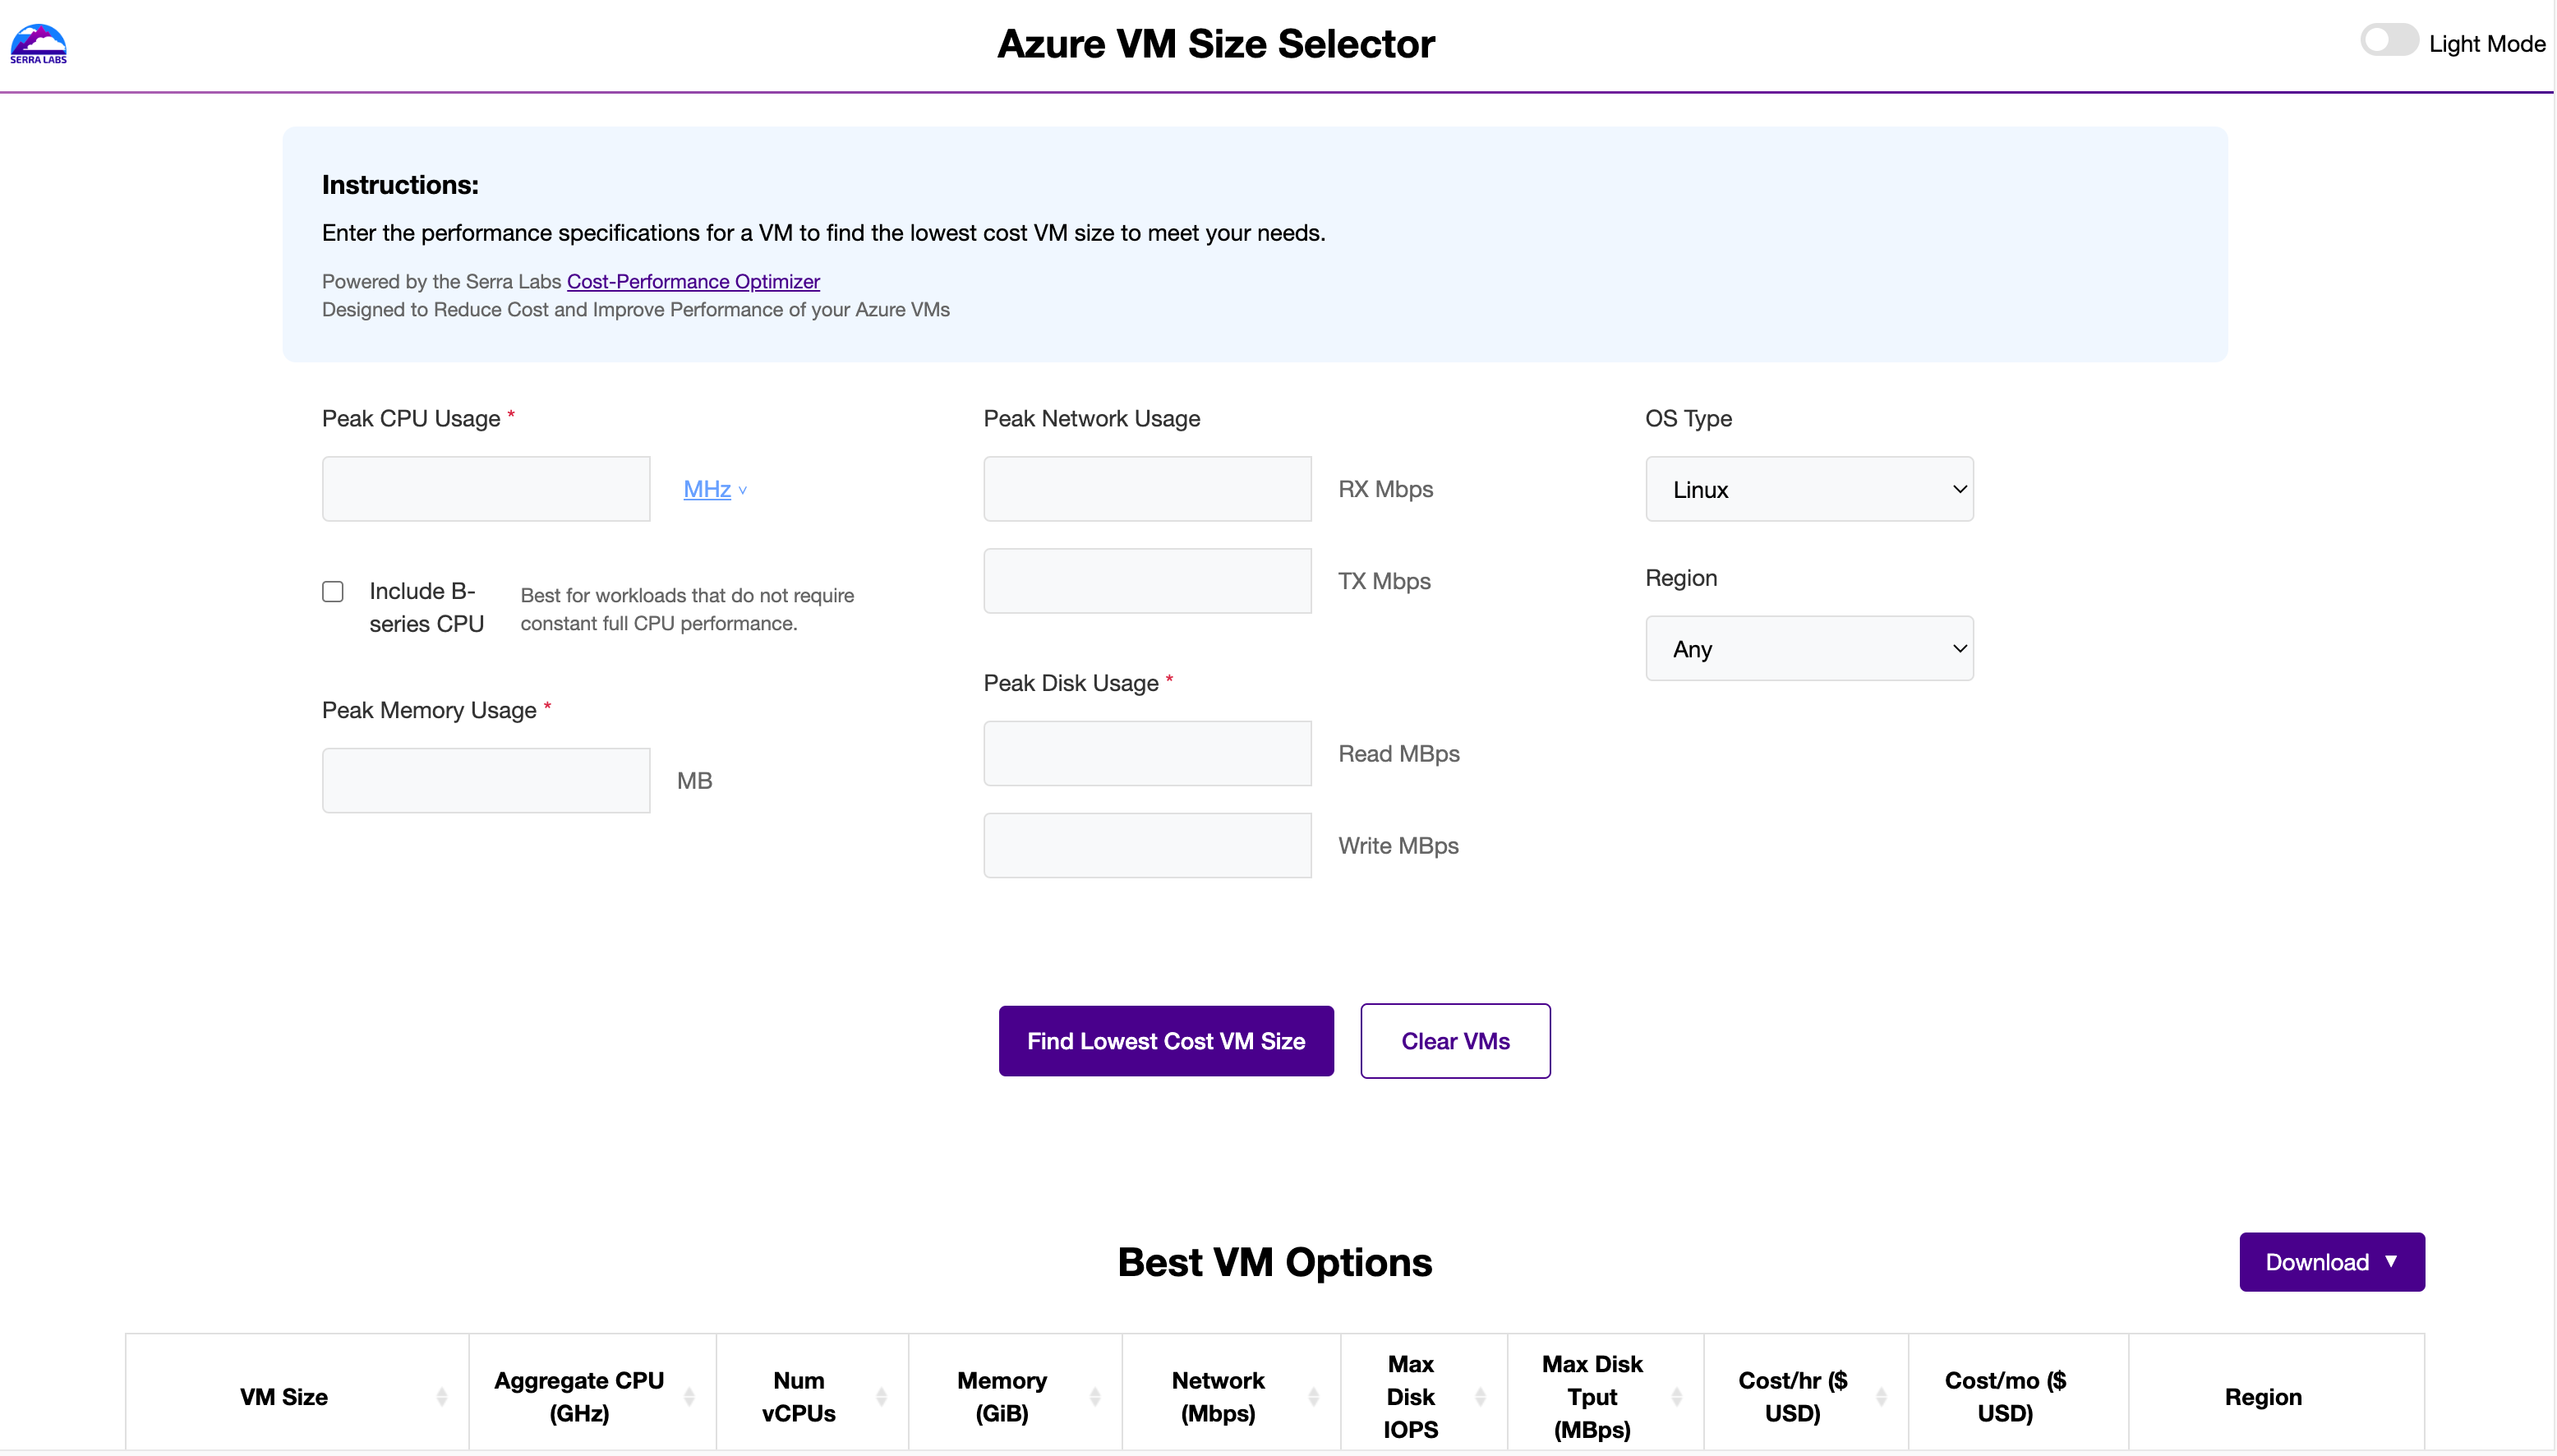 SERRA LABS
Azure VM Size Selector
Light Mode
Instructions:
Enter the performance specifications for a VM to find the lowest cost VM size to meet your needs.
Powered by the Serra Labs Cost-Performance Optimizer
Designed to Reduce Cost and Improve Performance of your Azure VMs
Peak CPU Usage *
MHz v
Include B-
series CPU
Best for workloads that do not require
constant full CPU performance.
Peak Memory Usage *
MB
Peak Network Usage
RX Mbps
TX Mbps
Peak Disk Usage *
Read MBps
Write MBps
OS Type
Linux
Region
Any
Find Lowest Cost VM Size
Clear VMs
Best VM Options
Download ▼
VM Size
Aggregate CPU
(GHz)
Num
vCPUs
Memory
(GiB)
Network
(Mbps)
Max
Disk
IOPS
Max Disk
Tput
(MBps)
Cost/hr ($
USD)
Cost/mo ($
USD)
Region